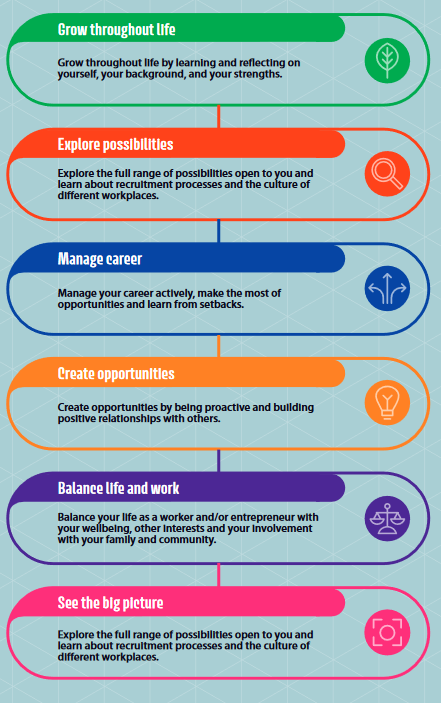 Grow throughout life
Grow throughout life by learning and reflecting on
yourself, your background, and your strengths.
Explore possibilities
Explore the full range of possibilities open to you and
learn about recruitment processes and the culture of
different workplaces.
Manage career
Manage your career actively, make the most of
opportunities and learn from setbacks.
Create opportunities
Create opportunities by being proactive and building
positive relationships with others.
Balance life and work
Balance your life as a worker and/or entrepreneur with
your wellbeing, other interests and your involvement
with your family and community.
See the big picture
Explore the full range of possibilities open to you and
learn about recruitment processes and the culture of
different workplaces.